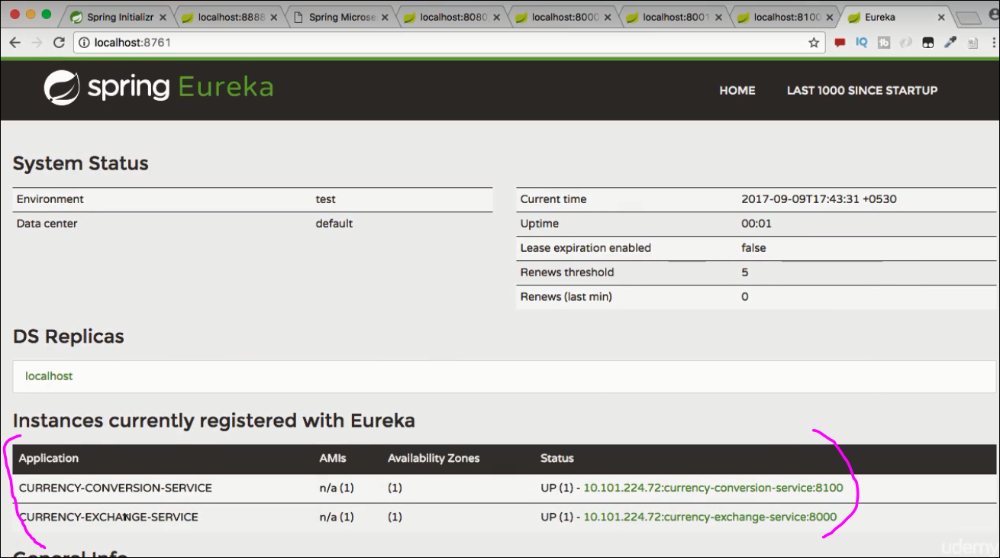 Spring Initializr
localhost:8888
Spring Microse
localhost:8080
localhost:8000
localhost:8001
localhost:8100
Eureka
localhost:8761
IQ
spring Eureka
HOME
LAST 1000 SINCE STARTUP
System Status
Environment test
Data center default
Current time 2017-09-09T17:43:31 +0530
Uptime 00:01
Lease expiration enabled false
Renews threshold 5
Renews (last min) 0
DS Replicas
localhost
Instances currently registered with Eureka
Application AMIs Availability Zones Status
CURRENCY-CONVERSION-SERVICE n/a (1) (1) UP (1) - 10.101.224.72:currency-conversion-service:8100
CURRENCY-EXCHANGE-SERVICE n/a (1) (1) UP (1) - 10.101.224.72:currency-exchange-service:8000
General Info
udemy